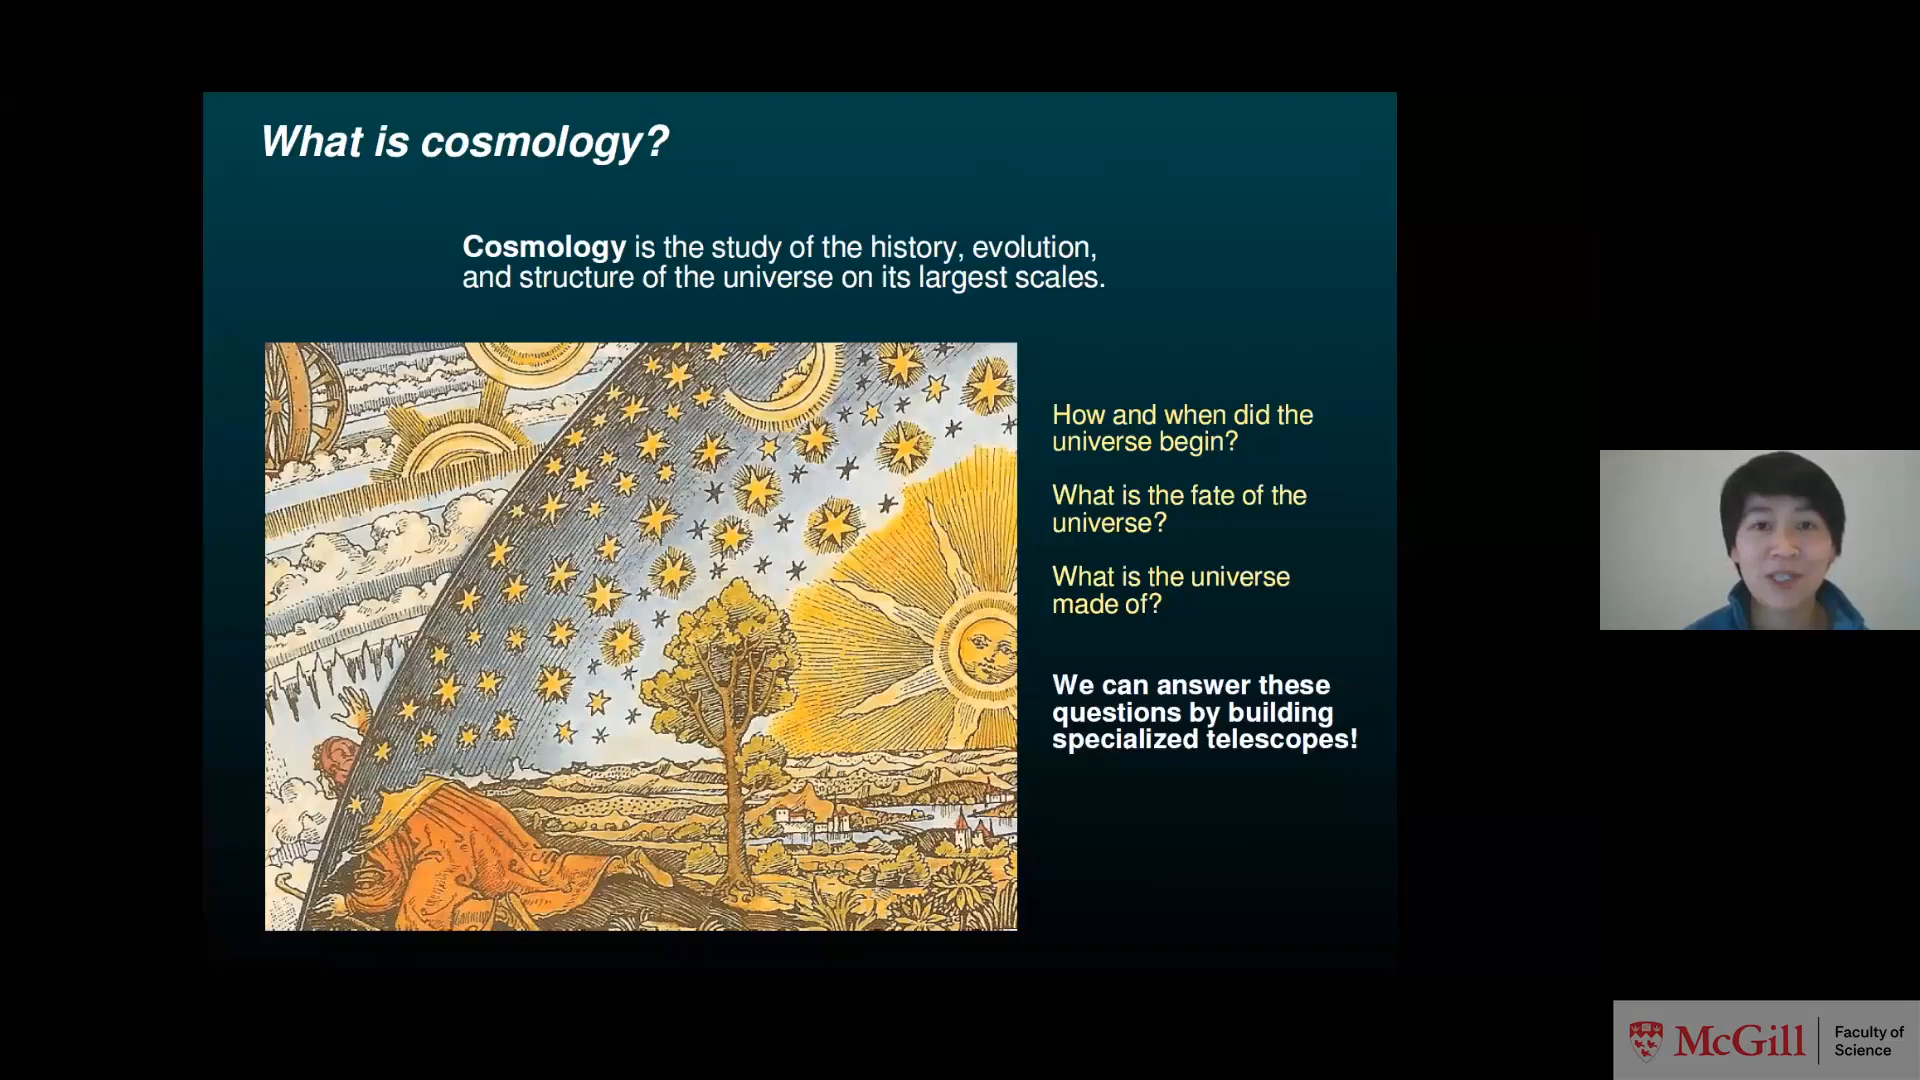 What is cosmology?
Cosmology is the study of the history, evolution,
and structure of the universe on its largest scales.
How and when did the
universe begin?
What is the fate of the
universe?
What is the universe
made of?
We can answer these
questions by building
specialized telescopes!
McGill
Faculty of
Science